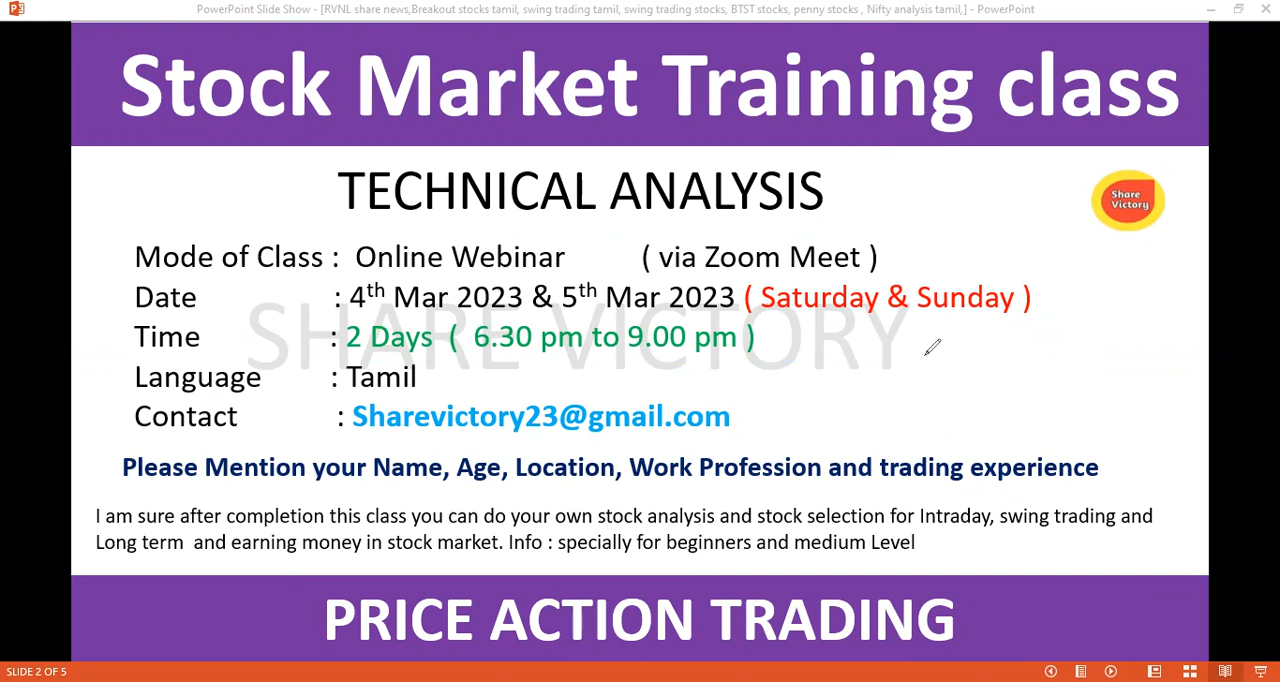 PowerPoint Slide Show - [RVNL share news,Breakout stocks tamil, swing trading tamil, swing trading stocks, BTST stocks, penny stocks , Nifty analysis tamil,] - PowerPoint
Stock Market Training class
TECHNICAL ANALYSIS
Share
Victory
Mode of Class : Online Webinar ( via Zoom Meet )
Date : 4th Mar 2023 & 5th Mar 2023 ( Saturday & Sunday )
SHARE VICTORY
Time : 2 Days ( 6.30 pm to 9.00 pm )
Language : Tamil
Contact : Sharevictory23@gmail.com
Please Mention your Name, Age, Location, Work Profession and trading experience
I am sure after completion this class you can do your own stock analysis and stock selection for Intraday, swing trading and
Long term and earning money in stock market. Info : specially for beginners and medium Level
PRICE ACTION TRADING
SLIDE 2 OF 5